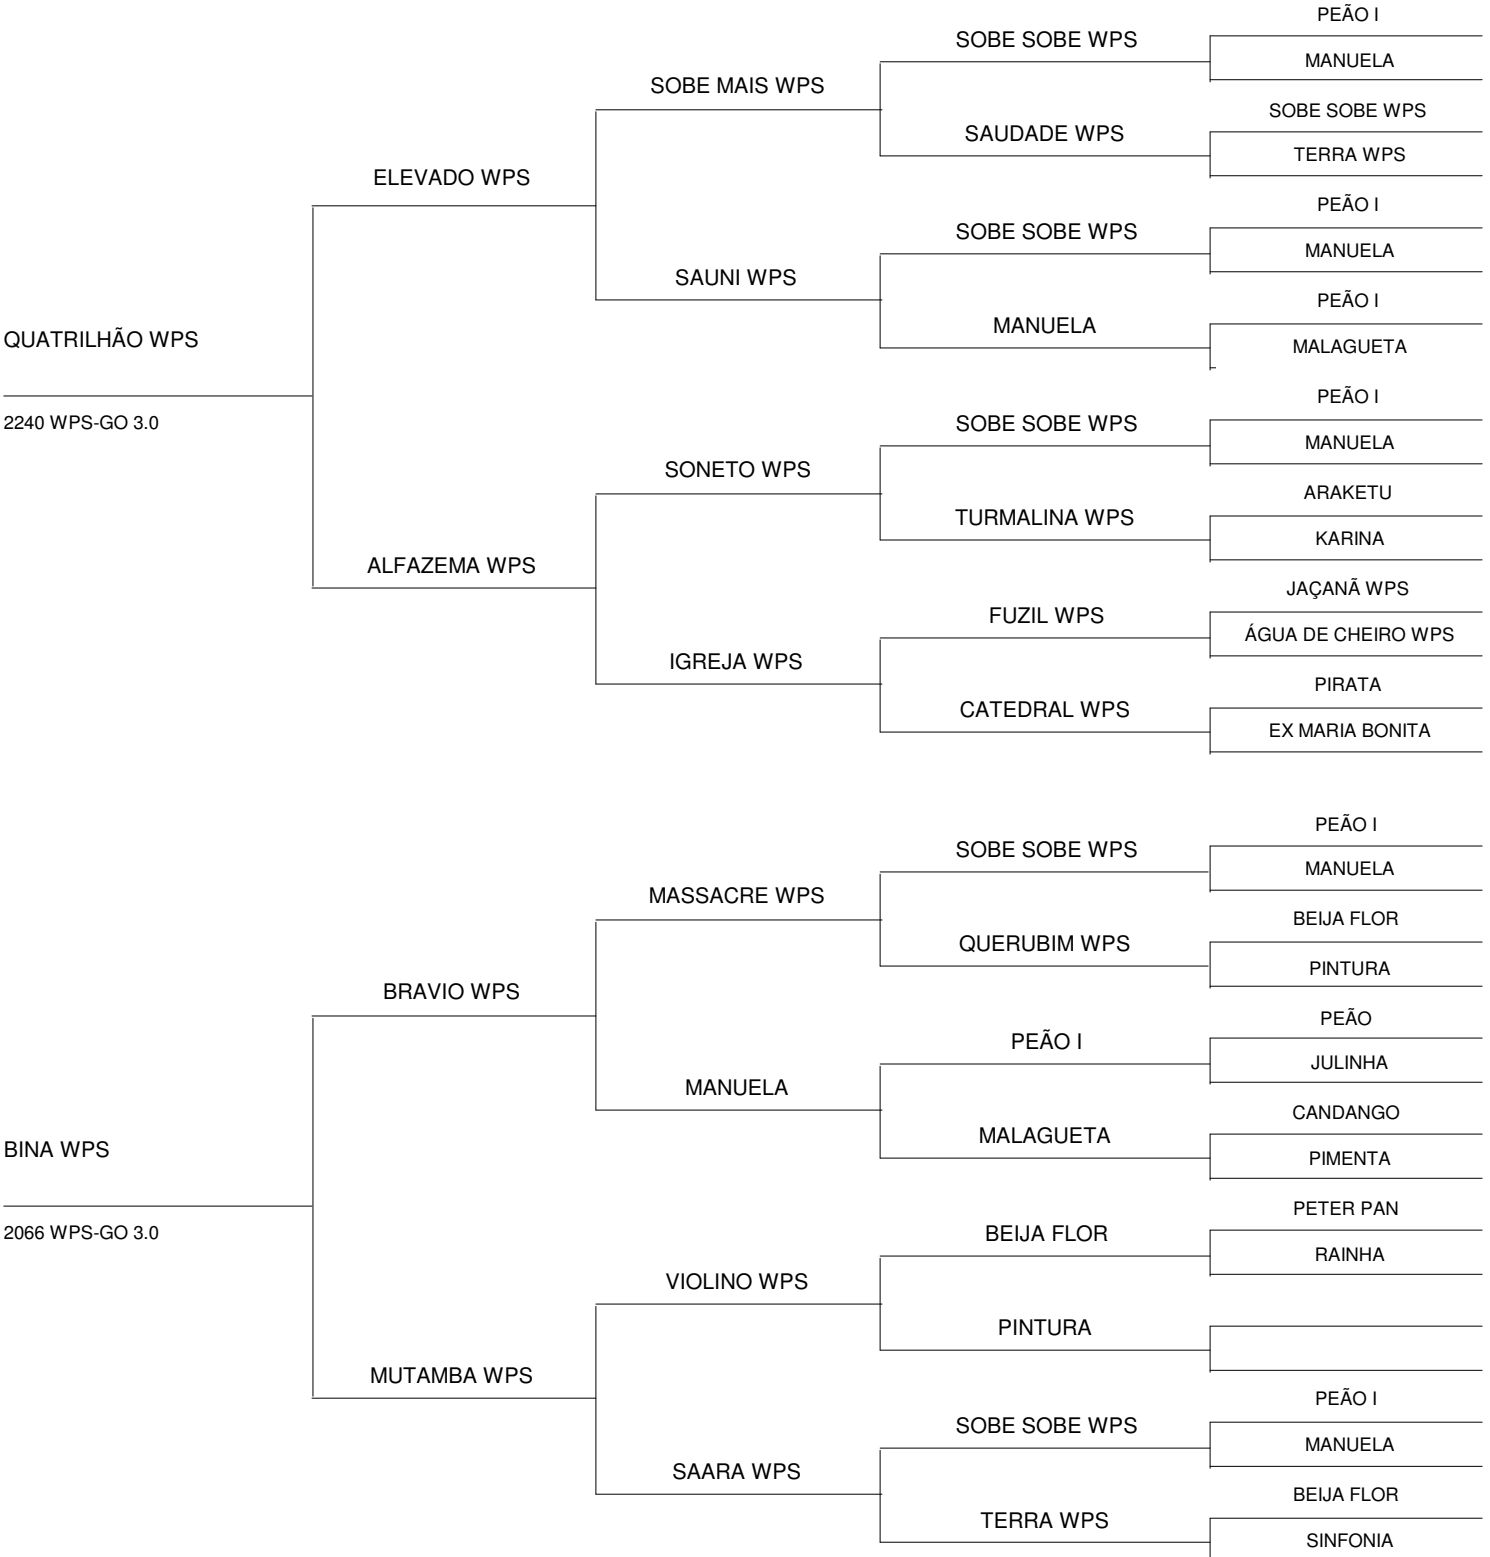 PEÃO I
SOBE SOBE WPS
MANUELA
SOBE MAIS WPS
SOBE SOBE WPS
SAUDADE WPS
TERRA WPS
ELEVADO WPS
PEÃO I
SOBE SOBE WPS
MANUELA
SAUNI WPS
PEÃO I
MANUELA
MALAGUETA
QUATRILHÃO WPS
2240 WPS-GO 3.0
PEÃO I
SOBE SOBE WPS
MANUELA
SONETO WPS
ARAKETU
TURMALINA WPS
KARINA
ALFAZEMA WPS
JAÇANÃ WPS
FUZIL WPS
ÁGUA DE CHEIRO WPS
IGREJA WPS
PIRATA
CATEDRAL WPS
EX MARIA BONITA
PEÃO I
SOBE SOBE WPS
MANUELA
MASSACRE WPS
BEIJA FLOR
QUERUBIM WPS
PINTURA
BRAVIO WPS
PEÃO
PEÃO I
JULINHA
MANUELA
CANDANGO
MALAGUETA
PIMENTA
BINA WPS
2066 WPS-GO 3.0
PETER PAN
BEIJA FLOR
RAINHA
VIOLINO WPS
PINTURA
MUTAMBA WPS
PEÃO I
SOBE SOBE WPS
MANUELA
SAARA WPS
BEIJA FLOR
TERRA WPS
SINFONIA